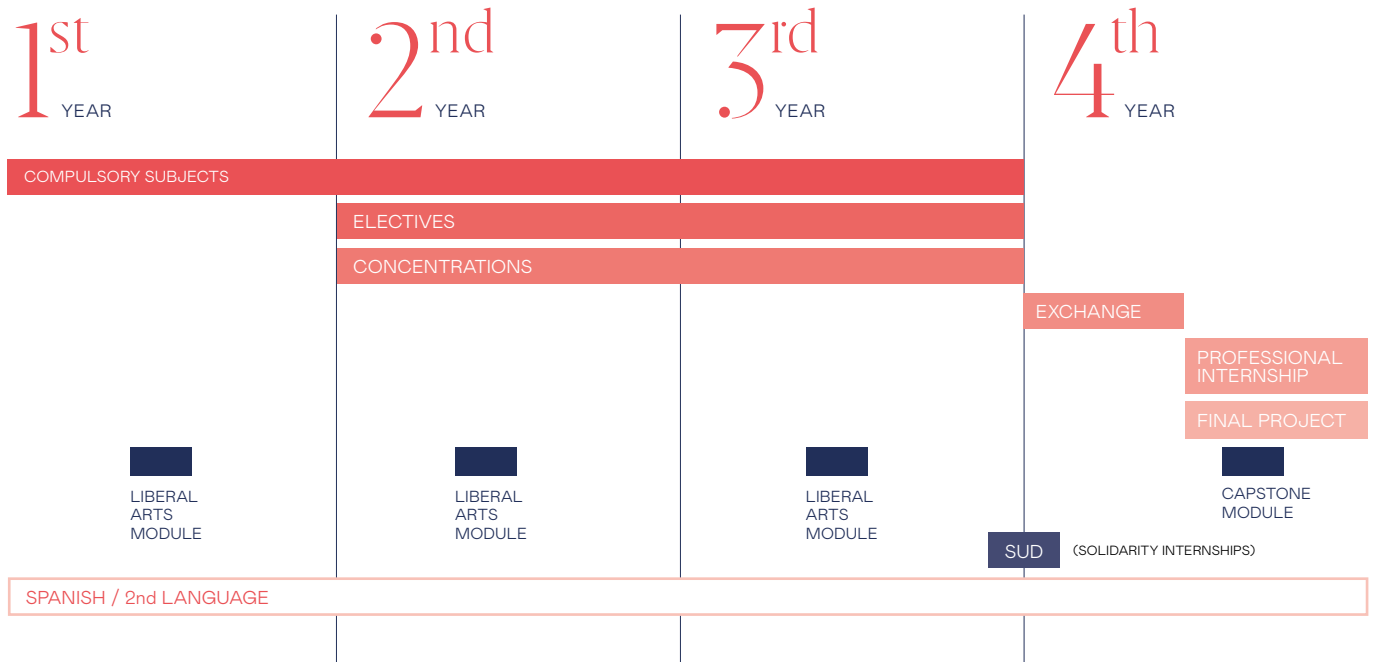 1st YEAR
2nd YEAR
3rd YEAR
4th YEAR
COMPULSORY SUBJECTS
ELECTIVES
CONCENTRATIONS
EXCHANGE
PROFESSIONAL
INTERNSHIP
FINAL PROJECT
LIBERAL
ARTS
MODULE
LIBERAL
ARTS
MODULE
LIBERAL
ARTS
MODULE
CAPSTONE
MODULE
SUD (SOLIDARITY INTERNSHIPS)
SPANISH / 2nd LANGUAGE